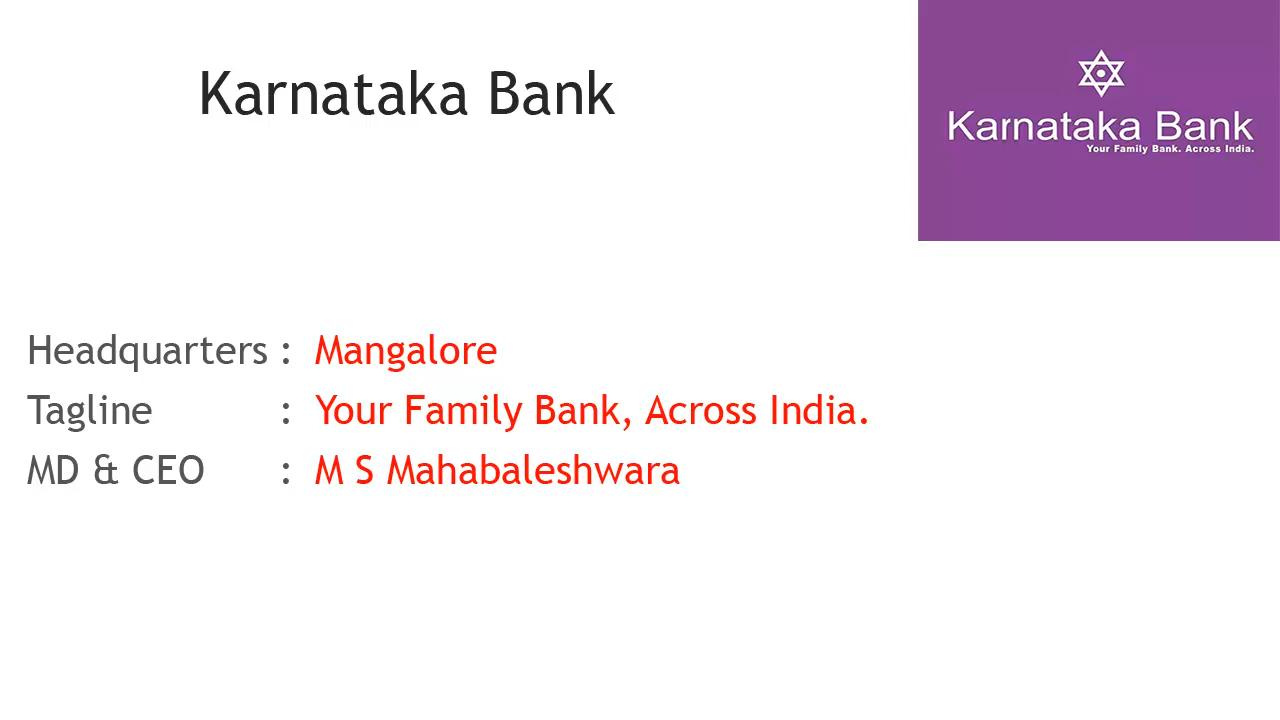 Karnataka Bank
Karnataka Bank
Your Family Bank. Across India.
Headquarters : Mangalore
Tagline : Your Family Bank, Across India.
MD & CEO : M S Mahabaleshwara